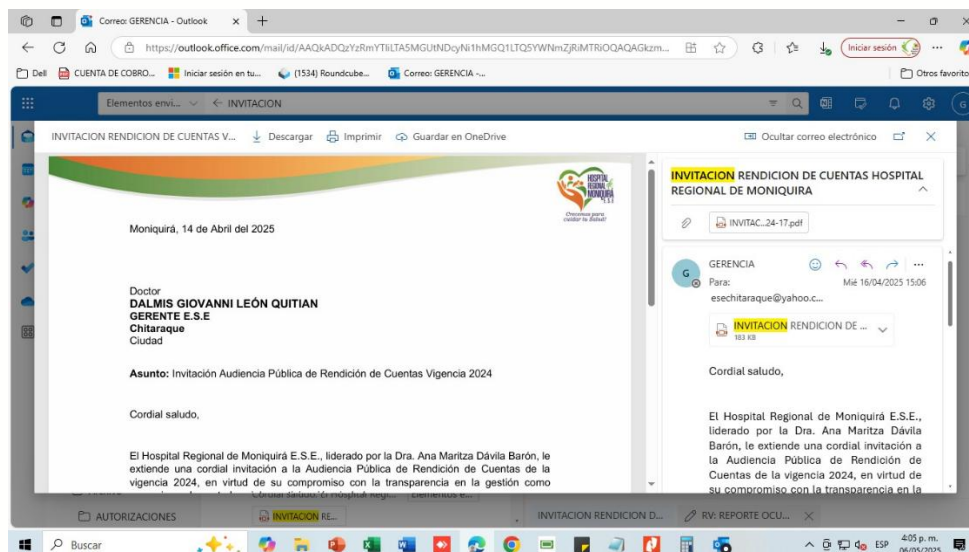 Correo: GERENCIA - Outlook
https://outlook.office.com/mail/id/AAQkADQzYzRmYTliLTA5MGUtNDcyNi1hMGQ1LTQ5YWNmZjRiMTRiOQAQAGkzm...
Iniciar sesión
Dell
CUENTA DE COBRO...
Iniciar sesión en tu...
(1534) Roundcube...
Correo: GERENCIA -...
Otros favoritos
Elementos envi...
INVITACION
INVITACION RENDICION DE CUENTAS V...
Descargar
Imprimir
Guardar en OneDrive
Ocultar correo electrónico
HOSPITAL
REGIONAL
MONIQUIRÁ
E.S.E
Crecemos para
cuidar tu Salud!
Moniquirá, 14 de Abril del 2025
Doctor
DALMIS GIOVANNI LEÓN QUITIAN
GERENTE E.S.E
Chitaraque
Ciudad
Asunto: Invitación Audiencia Pública de Rendición de Cuentas Vigencia 2024
Cordial saludo,
El Hospital Regional de Moniquirá E.S.E., liderado por la Dra. Ana Maritza Dávila Barón, le
extiende una cordial invitación a la Audiencia Pública de Rendición de Cuentas de la
vigencia 2024, en virtud de su compromiso con la transparencia en la gestión como
INVITACION RENDICION DE CUENTAS HOSPITAL
REGIONAL DE MONIQUIRA
INVITAC...24-17.pdf
G
GERENCIA
Para:
Mié 16/04/2025 15:06
esechitaraque@yahoo.c...
INVITACION RENDICION DE ...
183 KB
Cordial saludo,
El Hospital Regional de Moniquirá E.S.E.,
liderado por la Dra. Ana Maritza Dávila
Barón, le extiende una cordial invitación a
la Audiencia Pública de Rendición de
Cuentas de la vigencia 2024, en virtud de
su compromiso con la transparencia en la
AUTORIZACIONES
INVITACION RE...
INVITACION RENDICION D...
RV: REPORTE OCU...
Buscar
ESP
4:05 p. m.
06/05/2025